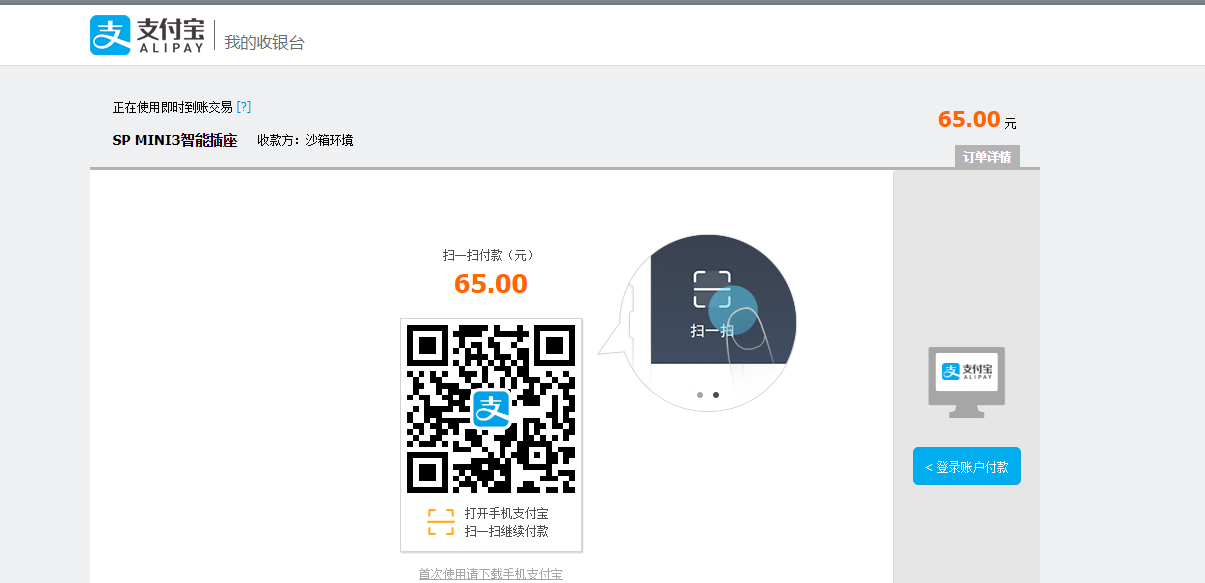 支付宝
ALIPAY
我的收银台
正在使用即时到账交易 [?]
SP MINI3智能插座 收款方：沙箱环境
65.00 元
订单详情
扫一扫付款（元）
65.00
支
扫一扫
支付宝
ALIPAY
< 登录账户付款
打开手机支付宝
扫一扫继续付款
首次使用请下载手机支付宝